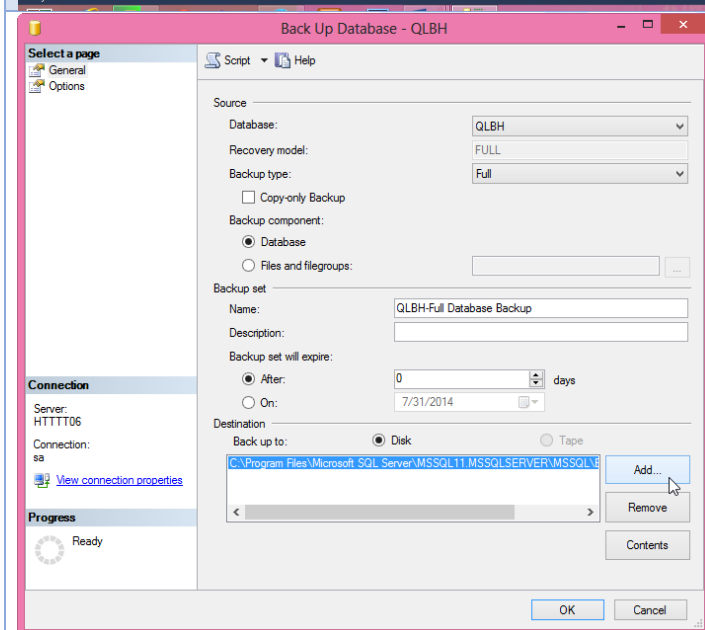 Back Up Database - QLBH
Select a page
General
Options
Script Help
Source
Database: QLBH
Recovery model: FULL
Backup type: Full
Copy-only Backup
Backup component:
Database
Files and filegroups: ...
Backup set
Name: QLBH-Full Database Backup
Description:
Backup set will expire:
After: 0 days
On: 7/31/2014
Destination
Back up to: Disk Tape
C:\Program Files\Microsoft SQL Server\MSSQL11.MSSQLSERVER\MSSQL\
Add...
Remove
Contents
Connection
Server:
HTTTT06
Connection:
sa
View connection properties
Progress
Ready
OK Cancel